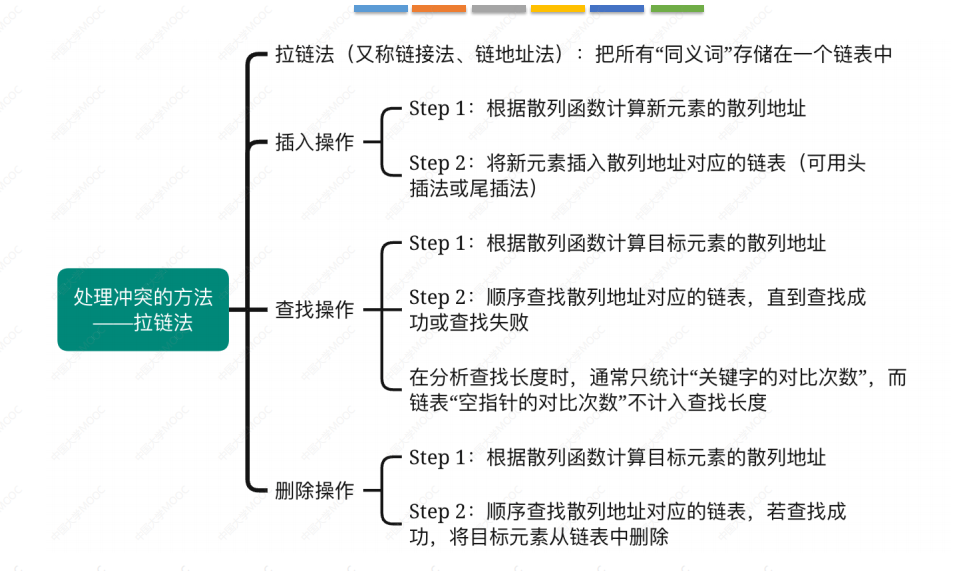 拉链法（又称链接法、链地址法）：把所有“同义词”存储在一个链表中
插入操作
Step 1：根据散列函数计算新元素的散列地址
Step 2：将新元素插入散列地址对应的链表（可用头
插法或尾插法）
处理冲突的方法
——拉链法
查找操作
Step 1：根据散列函数计算目标元素的散列地址
Step 2：顺序查找散列地址对应的链表，直到查找成
功或查找失败
在分析查找长度时，通常只统计“关键字的对比次数”，而
链表“空指针的对比次数”不计入查找长度
删除操作
Step 1：根据散列函数计算目标元素的散列地址
Step 2：顺序查找散列地址对应的链表，若查找成
功，将目标元素从链表中删除
中国大学MOOC